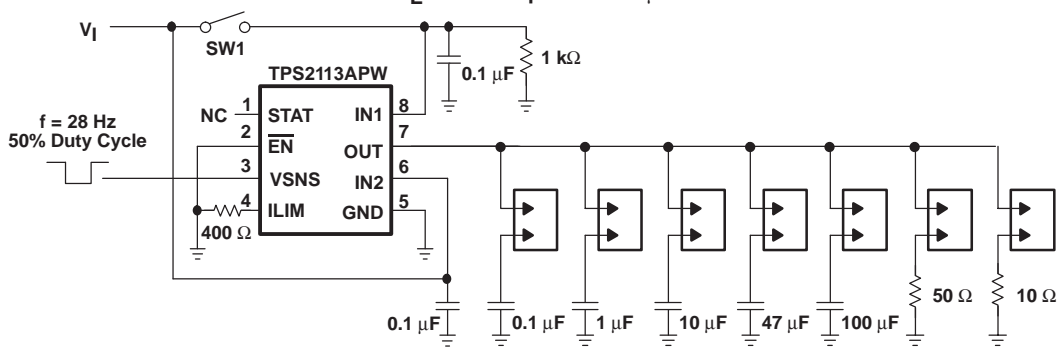 V_I
SW1
0.1 μF
1 kΩ
TPS2113APW
f = 28 Hz
50% Duty Cycle
NC
1 STAT
2 EN
3 VSNS
4 ILIM
IN1 8
OUT 7
IN2 6
GND 5
400 Ω
0.1 μF
0.1 μF
1 μF
10 μF
47 μF
100 μF
50 Ω
10 Ω